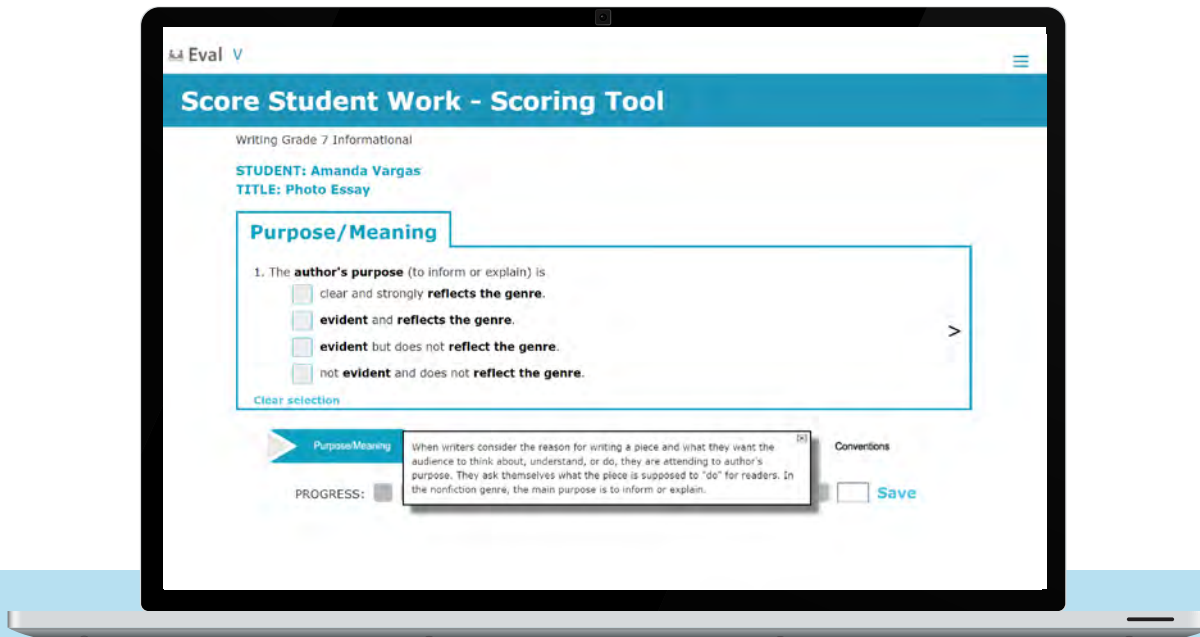 Eval V
Score Student Work - Scoring Tool
Writing Grade 7 Informational
STUDENT: Amanda Vargas
TITLE: Photo Essay
Purpose/Meaning
1. The author's purpose (to inform or explain) is
clear and strongly reflects the genre.
evident and reflects the genre.
evident but does not reflect the genre.
not evident and does not reflect the genre.
>
Clear selection
Purpose/Meaning
When writers consider the reason for writing a piece and what they want the
audience to think about, understand, or do, they are attending to author's
purpose. They ask themselves what the piece is supposed to "do" for readers. In
the nonfiction genre, the main purpose is to inform or explain.
[x]
Conventions
PROGRESS:
Save